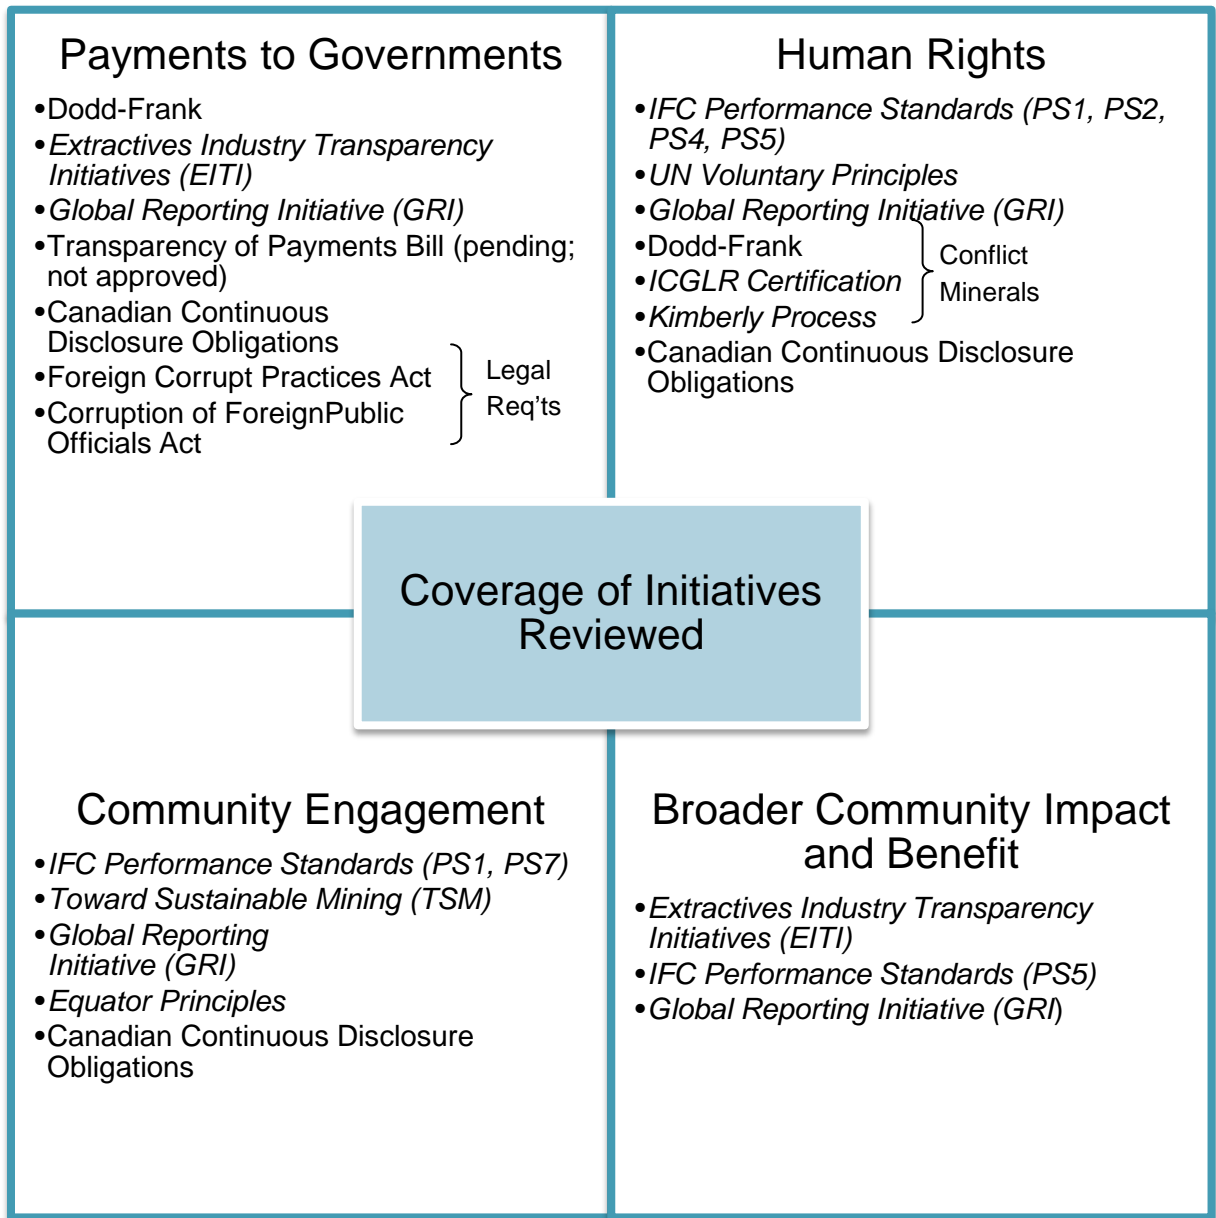 Payments to Governments
•Dodd-Frank
•Extractives Industry Transparency
Initiatives (EITI)
•Global Reporting Initiative (GRI)
•Transparency of Payments Bill (pending;
not approved)
•Canadian Continuous
Disclosure Obligations
•Foreign Corrupt Practices Act
•Corruption of ForeignPublic
Officials Act
Legal
Req’ts
Human Rights
•IFC Performance Standards (PS1, PS2,
PS4, PS5)
•UN Voluntary Principles
•Global Reporting Initiative (GRI)
•Dodd-Frank
•ICGLR Certification
•Kimberly Process
Conflict
Minerals
•Canadian Continuous Disclosure
Obligations
Coverage of Initiatives
Reviewed
Community Engagement
•IFC Performance Standards (PS1, PS7)
•Toward Sustainable Mining (TSM)
•Global Reporting
Initiative (GRI)
•Equator Principles
•Canadian Continuous Disclosure
Obligations
Broader Community Impact
and Benefit
•Extractives Industry Transparency
Initiatives (EITI)
•IFC Performance Standards (PS5)
•Global Reporting Initiative (GRI)